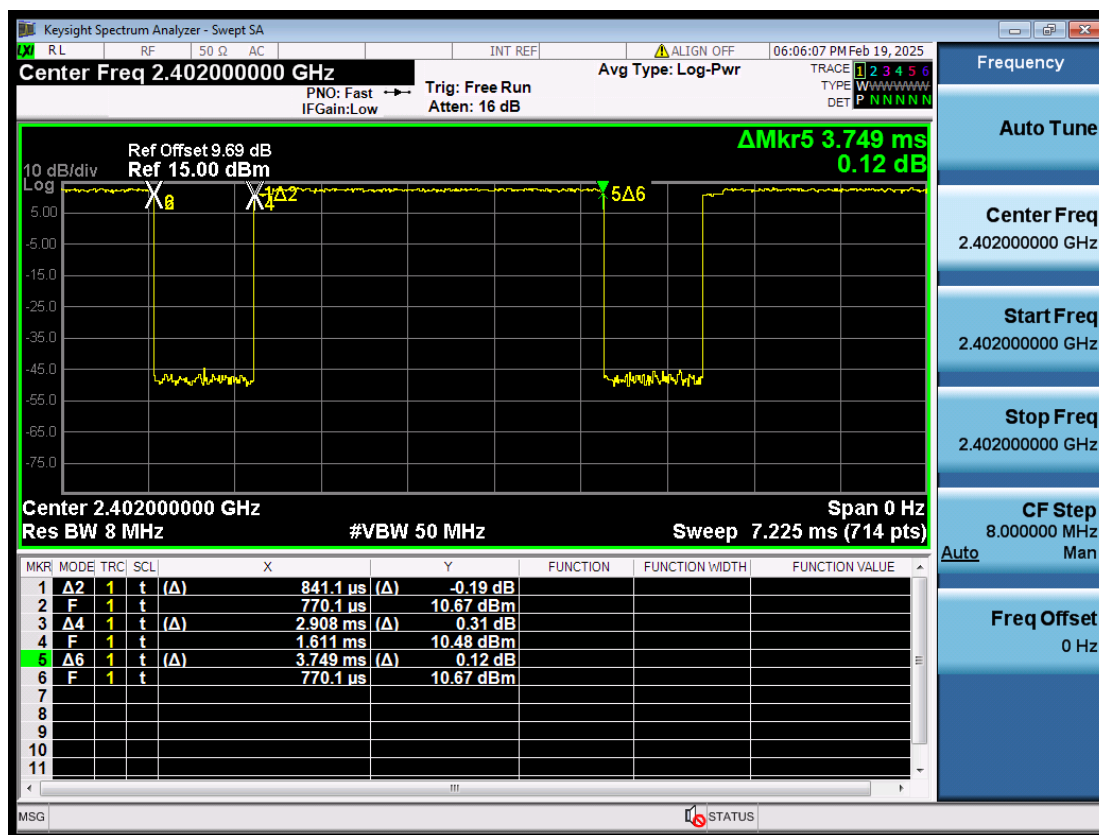 Keysight Spectrum Analyzer - Swept SA
LXI RL RF 50 Ω AC INT REF ALIGN OFF 06:06:07 PM Feb 19, 2025
Center Freq 2.402000000 GHz
PNO: Fast
IFGain:Low
Trig: Free Run
Atten: 16 dB
Avg Type: Log-Pwr
TRACE 1 2 3 4 5 6
TYPE WWWWWW
DET P N N N N N
ΔMkr5 3.749 ms
0.12 dB
Ref Offset 9.69 dB
10 dB/div Ref 15.00 dBm
Log
1Δ2
4
5Δ6
5.00
-5.00
-15.0
-25.0
-35.0
-45.0
-55.0
-65.0
-75.0
Center 2.402000000 GHz Span 0 Hz
Res BW 8 MHz #VBW 50 MHz Sweep 7.225 ms (714 pts)
MKR MODE TRC SCL X Y FUNCTION FUNCTION WIDTH FUNCTION VALUE
1 Δ2 1 t (Δ) 841.1 µs (Δ) -0.19 dB
2 F 1 t 770.1 µs 10.67 dBm
3 Δ4 1 t (Δ) 2.908 ms (Δ) 0.31 dB
4 F 1 t 1.611 ms 10.48 dBm
5 Δ6 1 t (Δ) 3.749 ms (Δ) 0.12 dB
6 F 1 t 770.1 µs 10.67 dBm
7
8
9
10
11
MSG STATUS
Frequency
Auto Tune
Center Freq
2.402000000 GHz
Start Freq
2.402000000 GHz
Stop Freq
2.402000000 GHz
CF Step
8.000000 MHz
Auto Man
Freq Offset
0 Hz